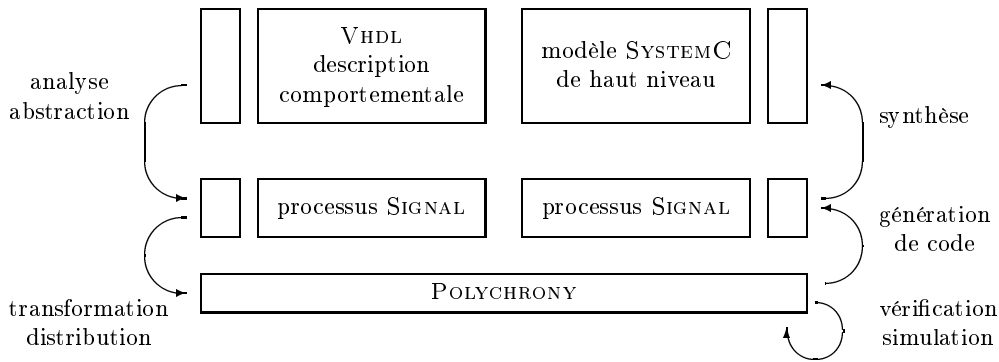 VHDL
description
comportementale
modèle SYSTEMC
de haut niveau
analyse
abstraction
synthèse
processus SIGNAL
processus SIGNAL
génération
de code
POLYCHRONY
transformation
distribution
vérification
simulation